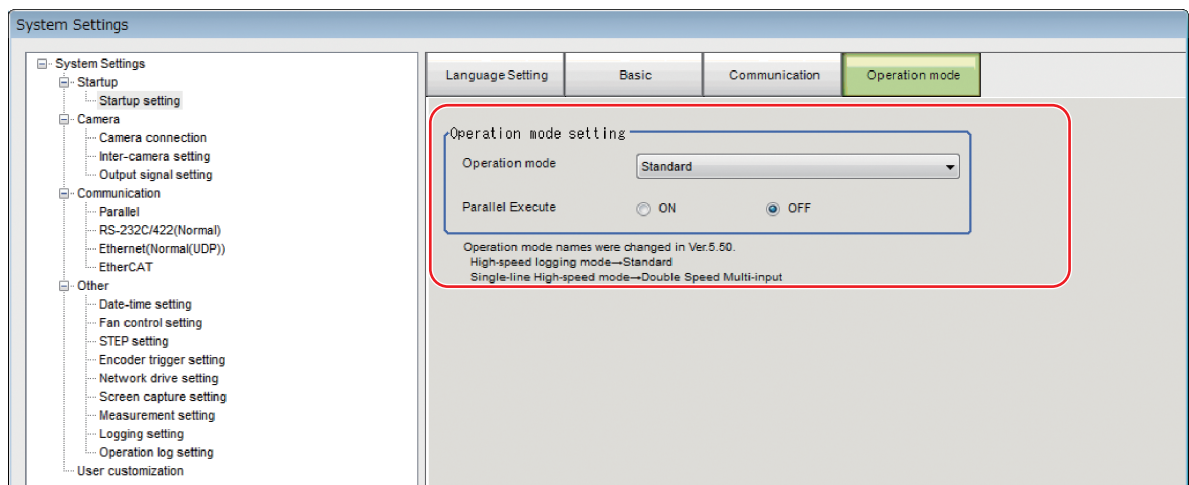 System Settings
System Settings
Startup
Startup setting
Camera
Camera connection
Inter-camera setting
Output signal setting
Communication
Parallel
RS-232C/422(Normal)
Ethernet(Normal(UDP))
EtherCAT
Other
Date-time setting
Fan control setting
STEP setting
Encoder trigger setting
Network drive setting
Screen capture setting
Measurement setting
Logging setting
Operation log setting
User customization
Language Setting Basic Communication Operation mode
Operation mode setting
Operation mode Standard
Parallel Execute ON OFF
Operation mode names were changed in Ver.5.50.
High-speed logging mode→Standard
Single-line High-speed mode→Double Speed Multi-input